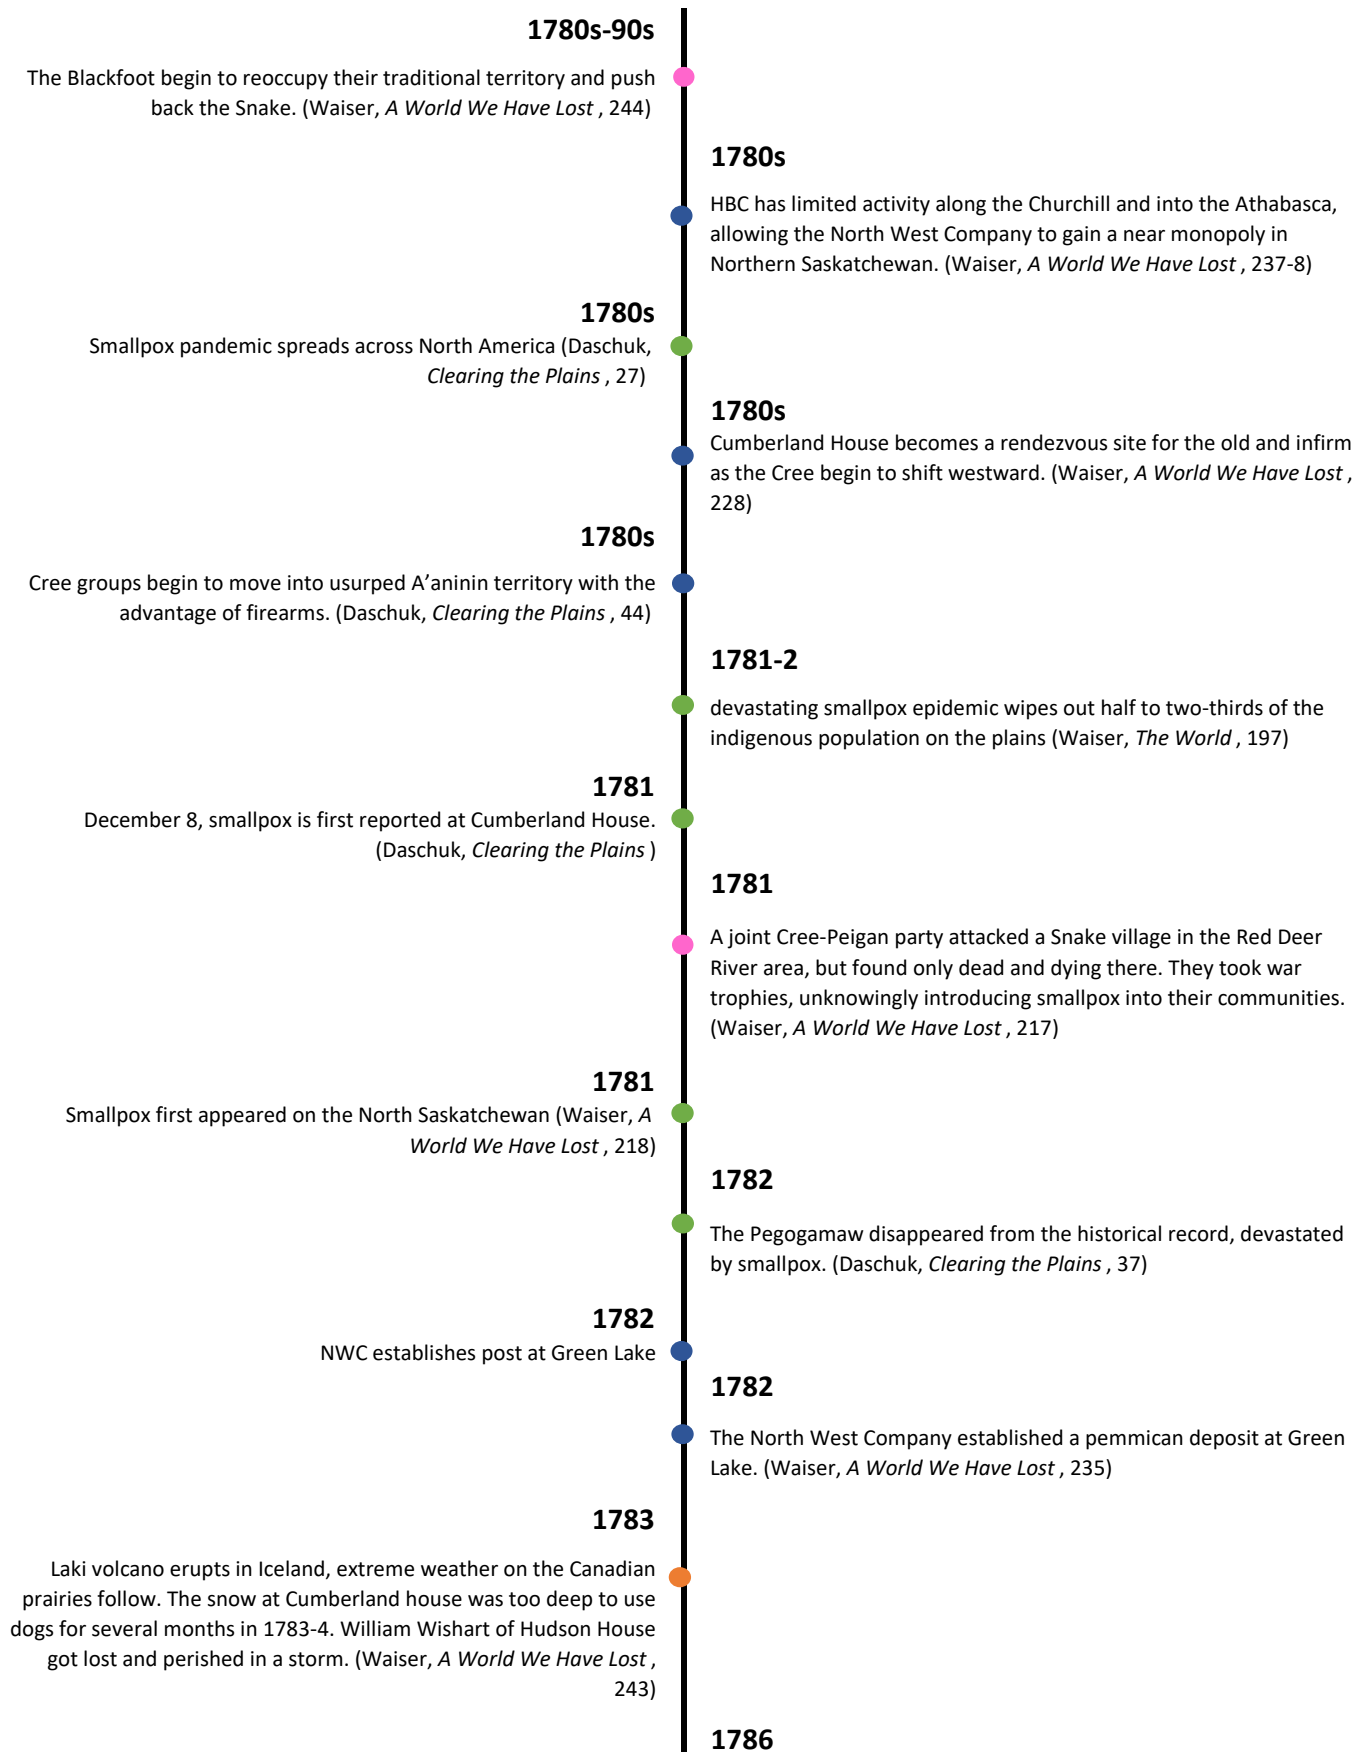 1780s-90s
The Blackfoot begin to reoccupy their traditional territory and push
back the Snake. (Waiser, A World We Have Lost , 244)
1780s
HBC has limited activity along the Churchill and into the Athabasca,
allowing the North West Company to gain a near monopoly in
Northern Saskatchewan. (Waiser, A World We Have Lost , 237-8)
1780s
Smallpox pandemic spreads across North America (Daschuk,
Clearing the Plains , 27)
1780s
Cumberland House becomes a rendezvous site for the old and infirm
as the Cree begin to shift westward. (Waiser, A World We Have Lost ,
228)
1780s
Cree groups begin to move into usurped A’aninin territory with the
advantage of firearms. (Daschuk, Clearing the Plains , 44)
1781-2
devastating smallpox epidemic wipes out half to two-thirds of the
indigenous population on the plains (Waiser, The World , 197)
1781
December 8, smallpox is first reported at Cumberland House.
(Daschuk, Clearing the Plains )
1781
A joint Cree-Peigan party attacked a Snake village in the Red Deer
River area, but found only dead and dying there. They took war
trophies, unknowingly introducing smallpox into their communities.
(Waiser, A World We Have Lost , 217)
1781
Smallpox first appeared on the North Saskatchewan (Waiser, A
World We Have Lost , 218)
1782
The Pegogamaw disappeared from the historical record, devastated
by smallpox. (Daschuk, Clearing the Plains , 37)
1782
NWC establishes post at Green Lake
1782
The North West Company established a pemmican deposit at Green
Lake. (Waiser, A World We Have Lost , 235)
1783
Laki volcano erupts in Iceland, extreme weather on the Canadian
prairies follow. The snow at Cumberland house was too deep to use
dogs for several months in 1783-4. William Wishart of Hudson House
got lost and perished in a storm. (Waiser, A World We Have Lost ,
243)
1786